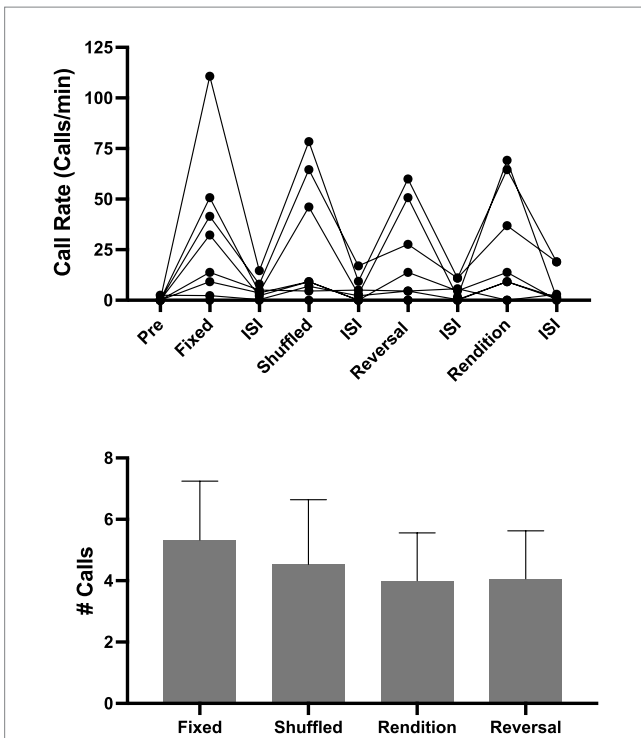 125
100
75
50
25
0
Call Rate (Calls/min)
Pre Fixed ISI Shuffled ISI Reversal ISI Rendition ISI
8
6
4
2
0
# Calls
Fixed Shuffled Rendition Reversal